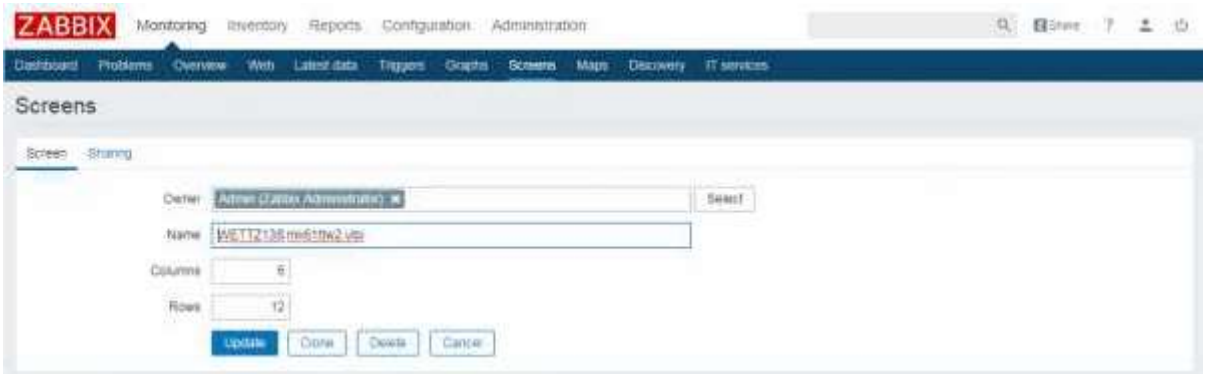 ZABBIX Monitoring Inventory Reports Configuration Administration Share ?
Dashboard Problems Overview Web Latest data Triggers Graphs Screens Maps Discovery IT services
Screens
Screen Sharing
Owner Admin (Zabbix Administrator) Select
Name
Columns 6
Rows 12
Update Clone Delete Cancel